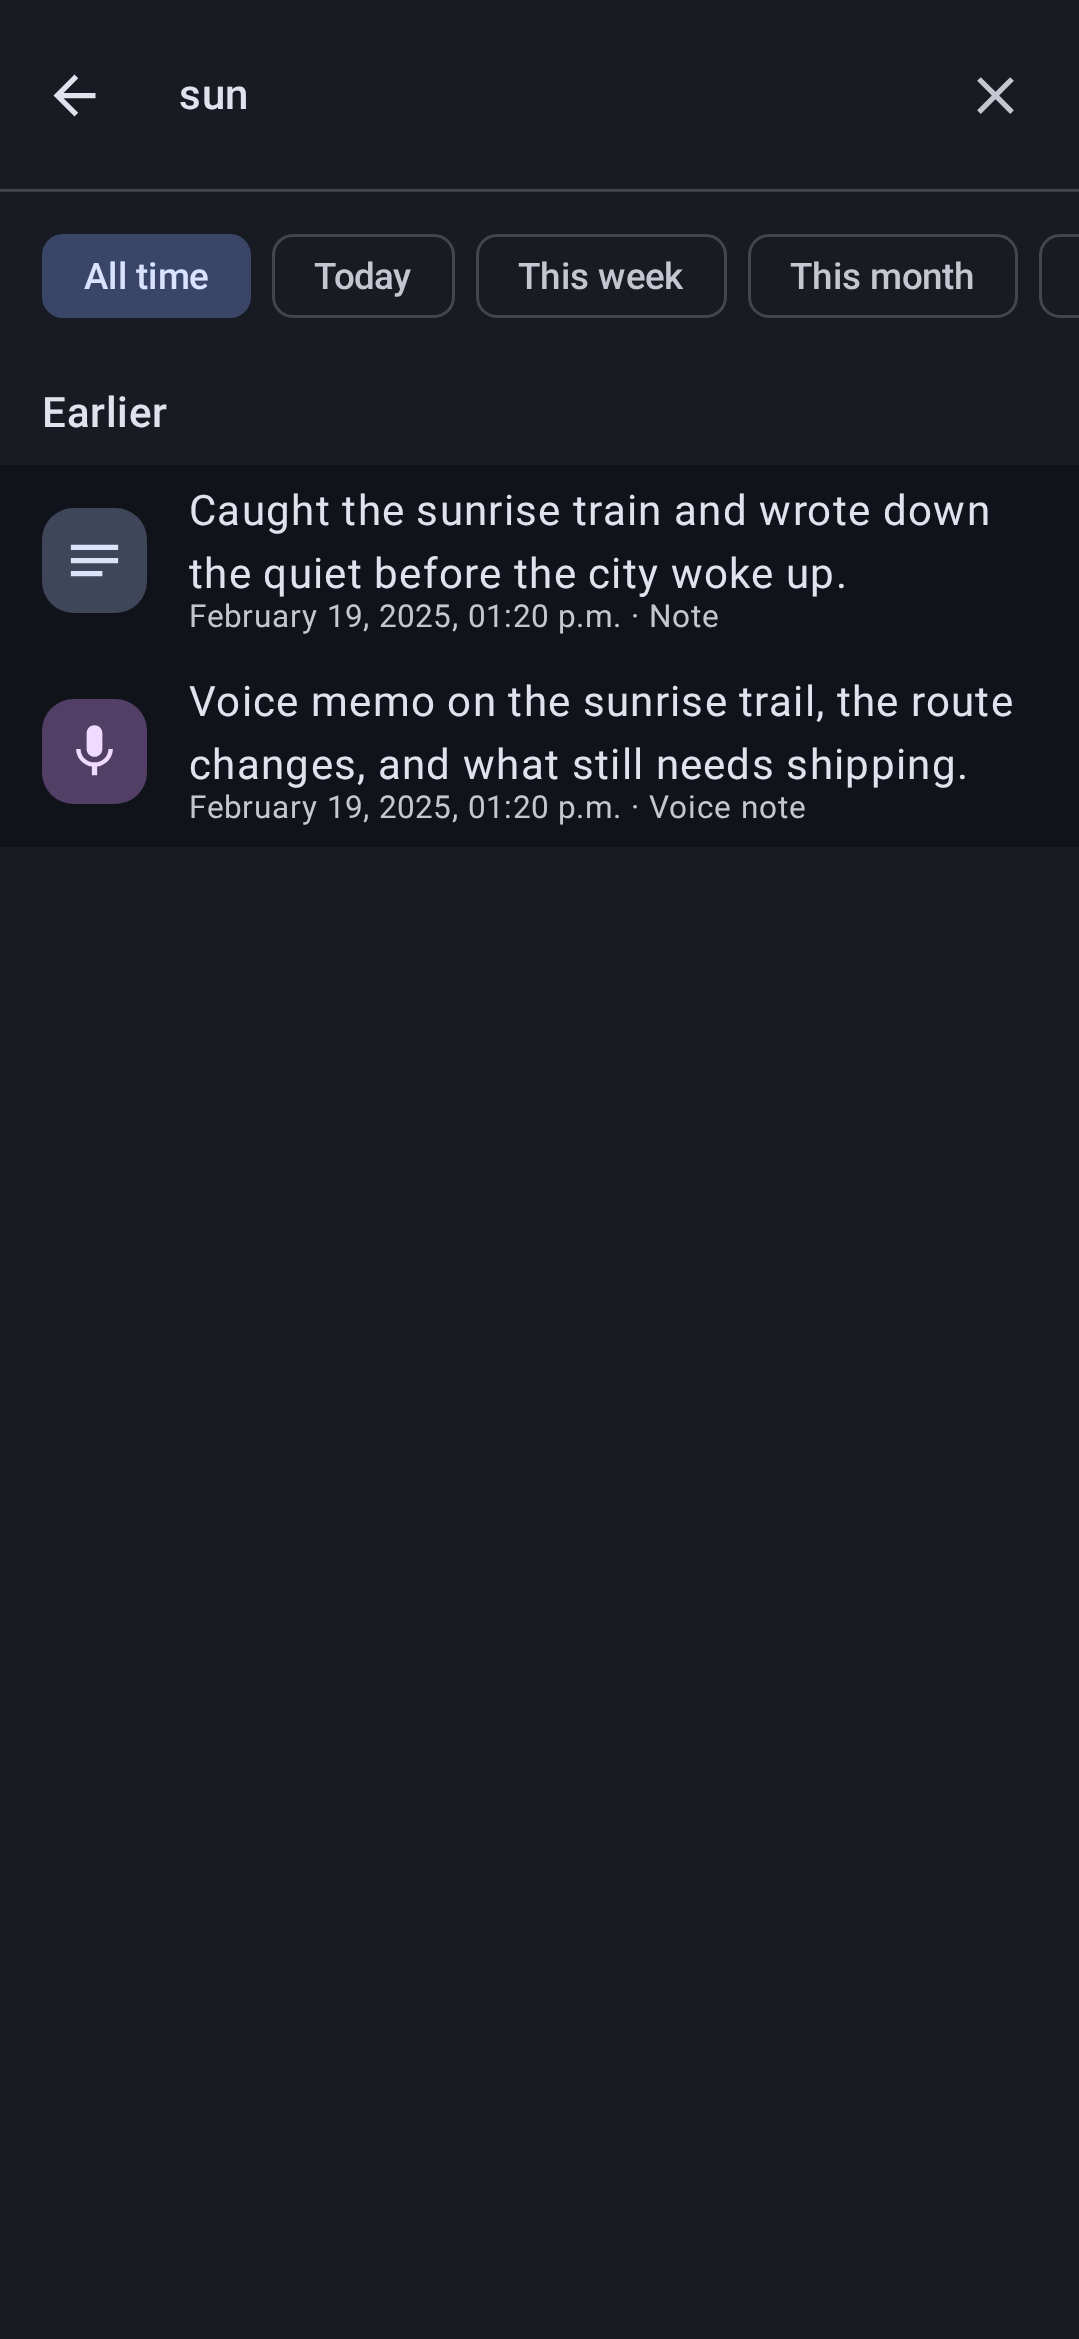 sun
All time
Today
This week
This month
Earlier
Caught the sunrise train and wrote down
the quiet before the city woke up.
February 19, 2025, 01:20 p.m. · Note
Voice memo on the sunrise trail, the route
changes, and what still needs shipping.
February 19, 2025, 01:20 p.m. · Voice note